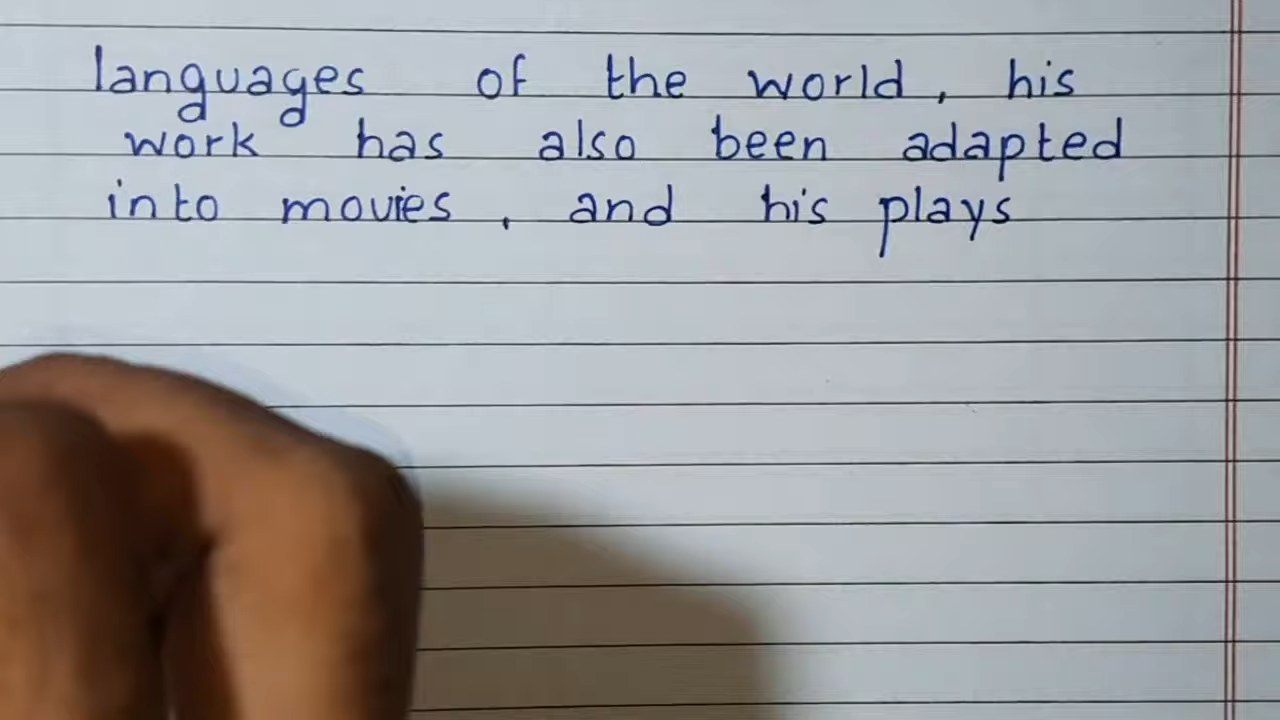 languages of the world, his
work has also been adapted
into movies, and his plays